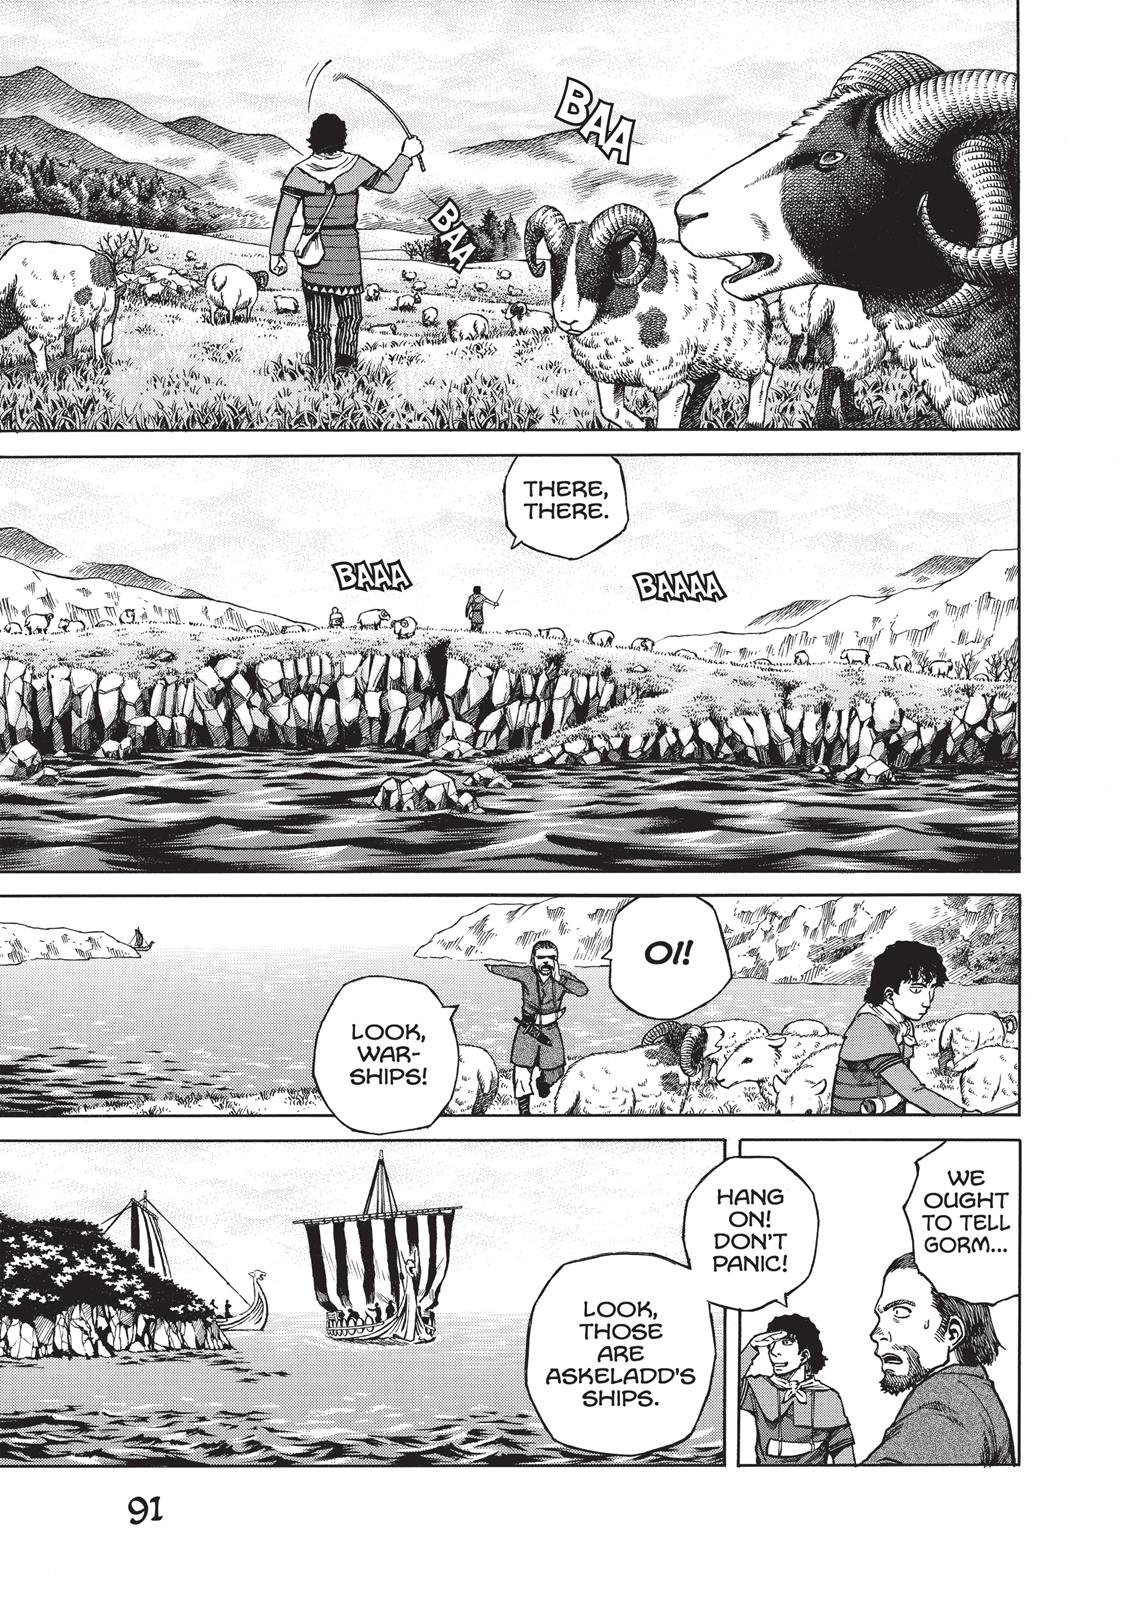 BAA
BAA
THERE,
THERE.
BAAA
BAAAA
OI!
LOOK,
WAR-
SHIPS!
WE
OUGHT
TO TELL
GORM...
HANG
ON!
DON'T
PANIC!
LOOK,
THOSE
ARE
ASKELADD'S
SHIPS.
91